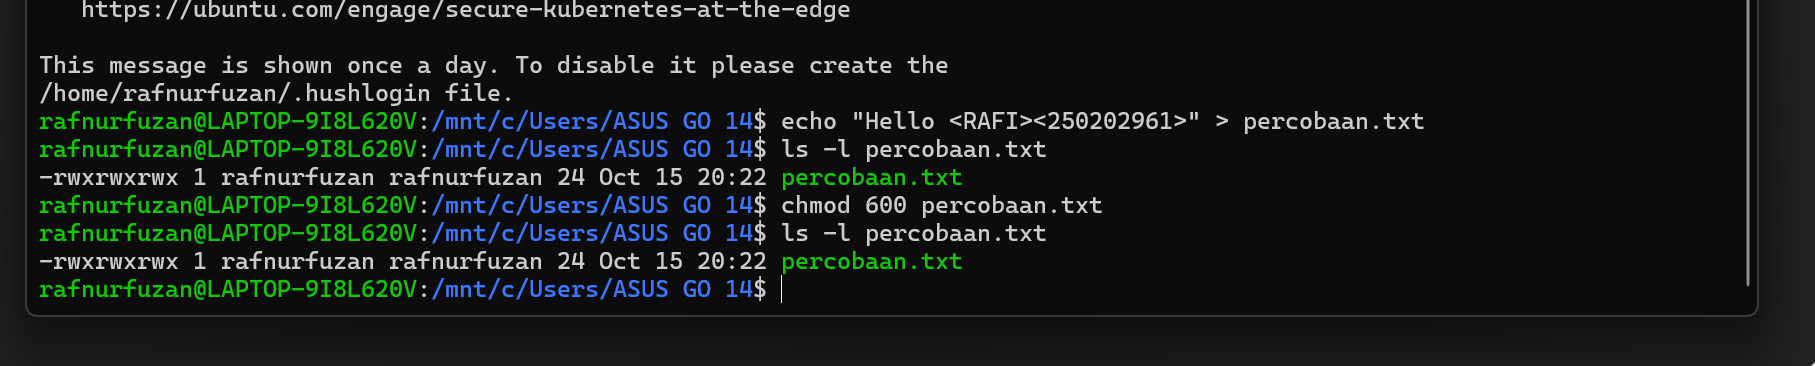 https://ubuntu.com/engage/secure-kubernetes-at-the-edge
This message is shown once a day. To disable it please create the
/home/rafnurfuzan/.hushlogin file.
rafnurfuzan@LAPTOP-9I8L620V:/mnt/c/Users/ASUS GO 14$ echo "Hello <RAFI><250202961>" > percobaan.txt
rafnurfuzan@LAPTOP-9I8L620V:/mnt/c/Users/ASUS GO 14$ ls -l percobaan.txt
-rwxrwxrwx 1 rafnurfuzan rafnurfuzan 24 Oct 15 20:22 percobaan.txt
rafnurfuzan@LAPTOP-9I8L620V:/mnt/c/Users/ASUS GO 14$ chmod 600 percobaan.txt
rafnurfuzan@LAPTOP-9I8L620V:/mnt/c/Users/ASUS GO 14$ ls -l percobaan.txt
-rwxrwxrwx 1 rafnurfuzan rafnurfuzan 24 Oct 15 20:22 percobaan.txt
rafnurfuzan@LAPTOP-9I8L620V:/mnt/c/Users/ASUS GO 14$